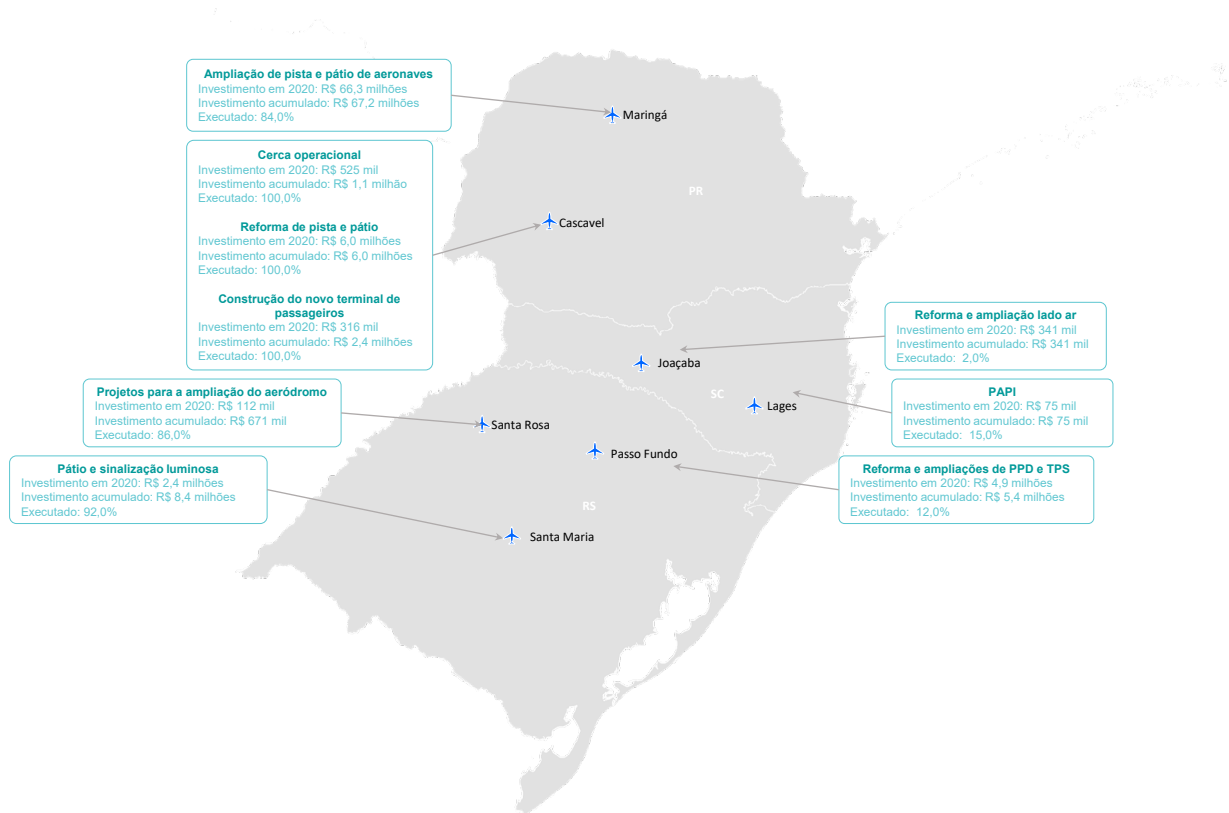 Ampliação de pista e pátio de aeronaves
Investimento em 2020: R$ 66,3 milhões
Investimento acumulado: R$ 67,2 milhões
Executado: 84,0%
Maringá
Cerca operacional
Investimento em 2020: R$ 525 mil
Investimento acumulado: R$ 1,1 milhão
Executado: 100,0%
Reforma de pista e pátio
Investimento em 2020: R$ 6,0 milhões
Investimento acumulado: R$ 6,0 milhões
Executado: 100,0%
Construção do novo terminal de
passageiros
Investimento em 2020: R$ 316 mil
Investimento acumulado: R$ 2,4 milhões
Executado: 100,0%
PR
Cascavel
Reforma e ampliação lado ar
Investimento em 2020: R$ 341 mil
Investimento acumulado: R$ 341 mil
Executado: 2,0%
Joaçaba
Projetos para a ampliação do aeródromo
Investimento em 2020: R$ 112 mil
Investimento acumulado: R$ 671 mil
Executado: 86,0%
SC
Lages
PAPI
Investimento em 2020: R$ 75 mil
Investimento acumulado: R$ 75 mil
Executado: 15,0%
Santa Rosa
Passo Fundo
Pátio e sinalização luminosa
Investimento em 2020: R$ 2,4 milhões
Investimento acumulado: R$ 8,4 milhões
Executado: 92,0%
Reforma e ampliações de PPD e TPS
Investimento em 2020: R$ 4,9 milhões
Investimento acumulado: R$ 5,4 milhões
Executado: 12,0%
RS
Santa Maria